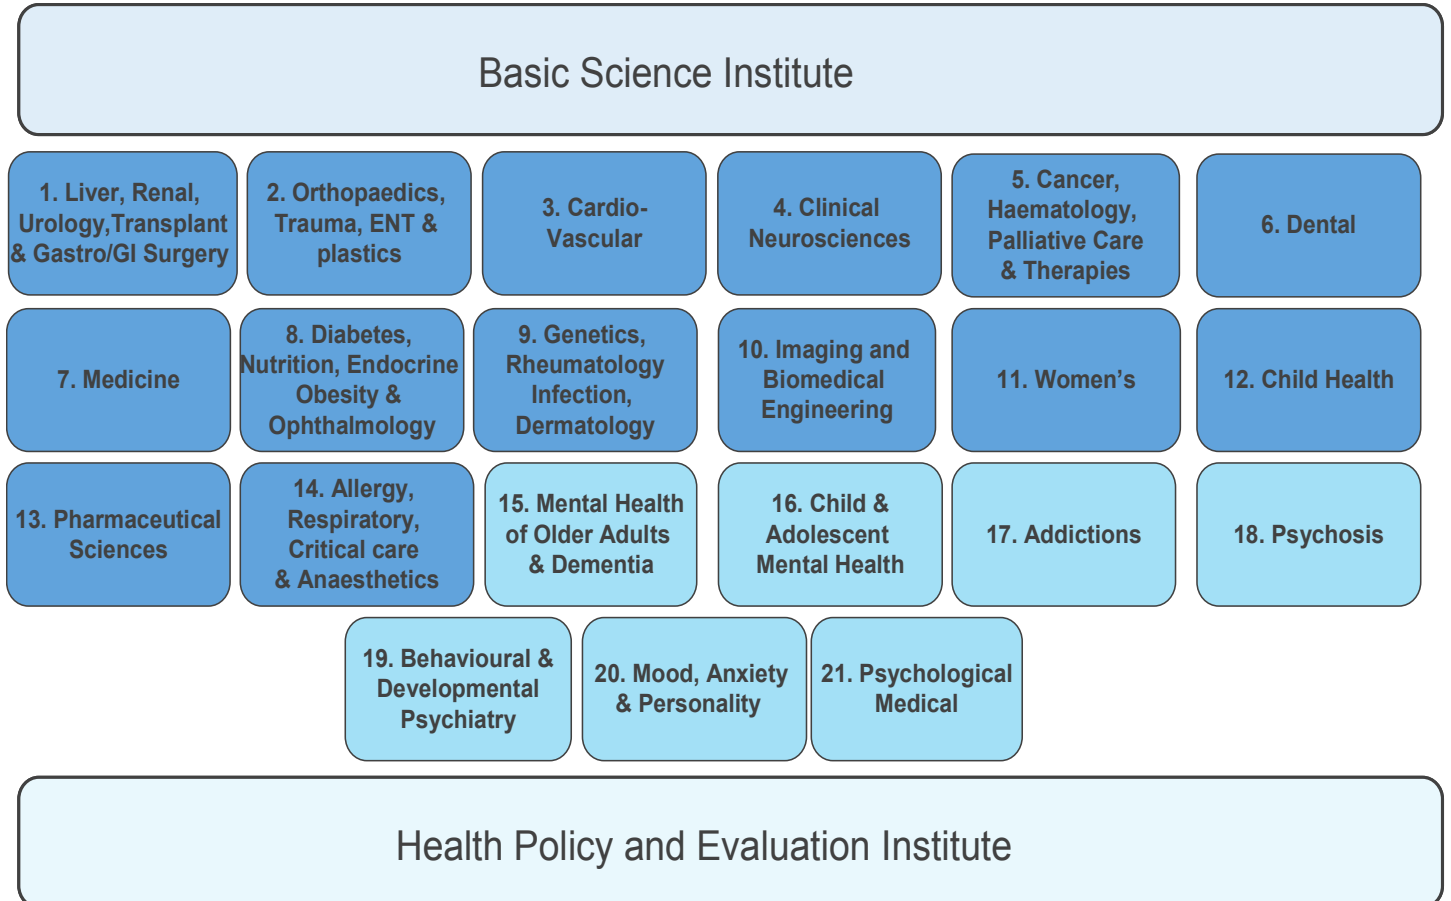 Basic Science Institute
1. Liver, Renal,
Urology,Transplant
& Gastro/GI Surgery
2. Orthopaedics,
Trauma, ENT &
plastics
3. Cardio-
Vascular
4. Clinical
Neurosciences
5. Cancer,
Haematology,
Palliative Care
& Therapies
6. Dental
7. Medicine
8. Diabetes,
Nutrition, Endocrine
Obesity &
Ophthalmology
9. Genetics,
Rheumatology
Infection,
Dermatology
10. Imaging and
Biomedical
Engineering
11. Women’s
12. Child Health
13. Pharmaceutical
Sciences
14. Allergy,
Respiratory,
Critical care
& Anaesthetics
15. Mental Health
of Older Adults
& Dementia
16. Child &
Adolescent
Mental Health
17. Addictions
18. Psychosis
19. Behavioural &
Developmental
Psychiatry
20. Mood, Anxiety
& Personality
21. Psychological
Medical
Health Policy and Evaluation Institute